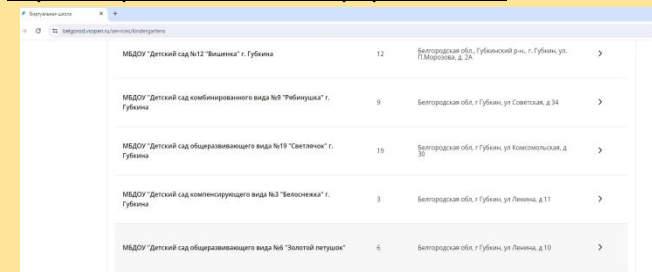 Виртуальная школа
belgorod.vsopen.ru/services/kindergartens
МБДОУ "Детский сад №12 "Вишенка" г. Губкина
12
Белгородская обл., Губкинский р-н., г. Губкин, ул.
П.Морозова, д. 2А
МБДОУ "Детский сад комбинированного вида №9 "Рябинушка" г.
Губкина
9
Белгородская обл, г Губкин, ул Советская, д 34
МБДОУ "Детский сад общеразвивающего вида №19 "Светлячок" г.
Губкина
19
Белгородская обл, г Губкин, ул Комсомольская, д
30
МБДОУ "Детский сад компенсирующего вида №3 "Белоснежка" г.
Губкина
3
Белгородская обл, г Губкин, ул Ленина, д 11
МБДОУ "Детский сад общеразвивающего вида №6 "Золотой петушок"
6
Белгородская обл, г Губкин, ул Ленина, д 10